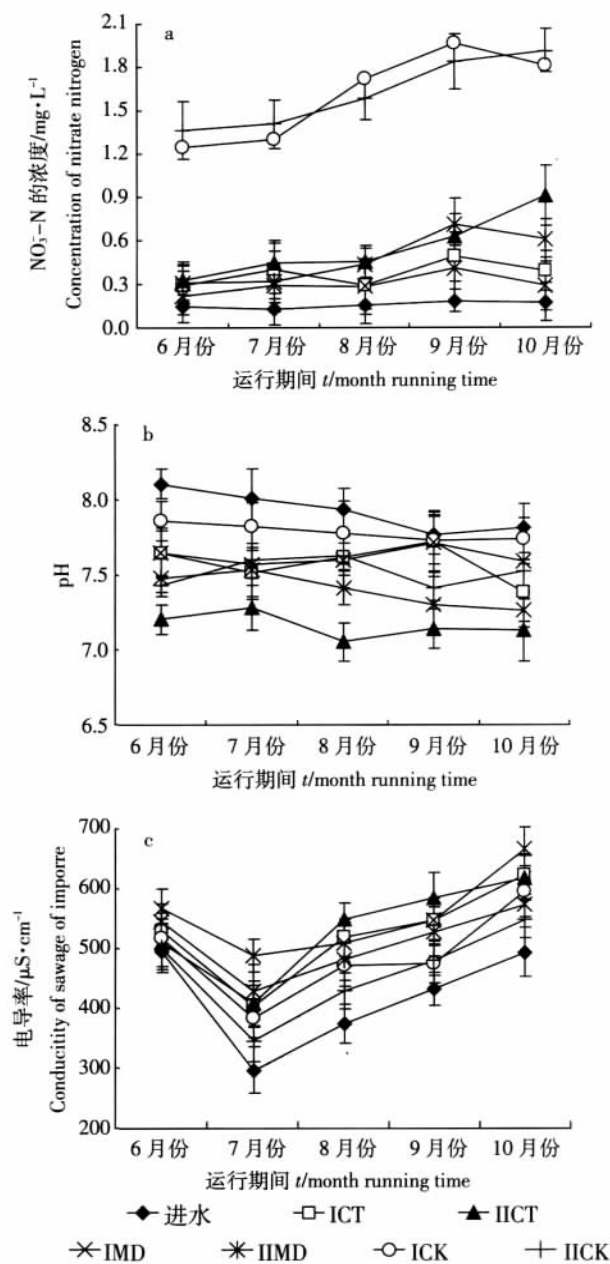 a
NO₃⁻-N 的浓度/mg·L⁻¹
Concentration of nitrate nitrogen
2.1
1.8
1.5
1.2
0.9
0.6
0.3
0.0
6 月份 7 月份 8 月份 9 月份 10 月份
运行期间 t/month running time
b
pH
8.5
8.0
7.5
7.0
6.5
6 月份 7 月份 8 月份 9 月份 10 月份
运行期间 t/month running time
c
电导率/μS·cm⁻¹
Conducitity of sawage of imporre
700
600
500
400
300
200
6 月份 7 月份 8 月份 9 月份 10 月份
运行期间 t/month running time
进水 ICT IICT
IMD IIMD ICK IICK